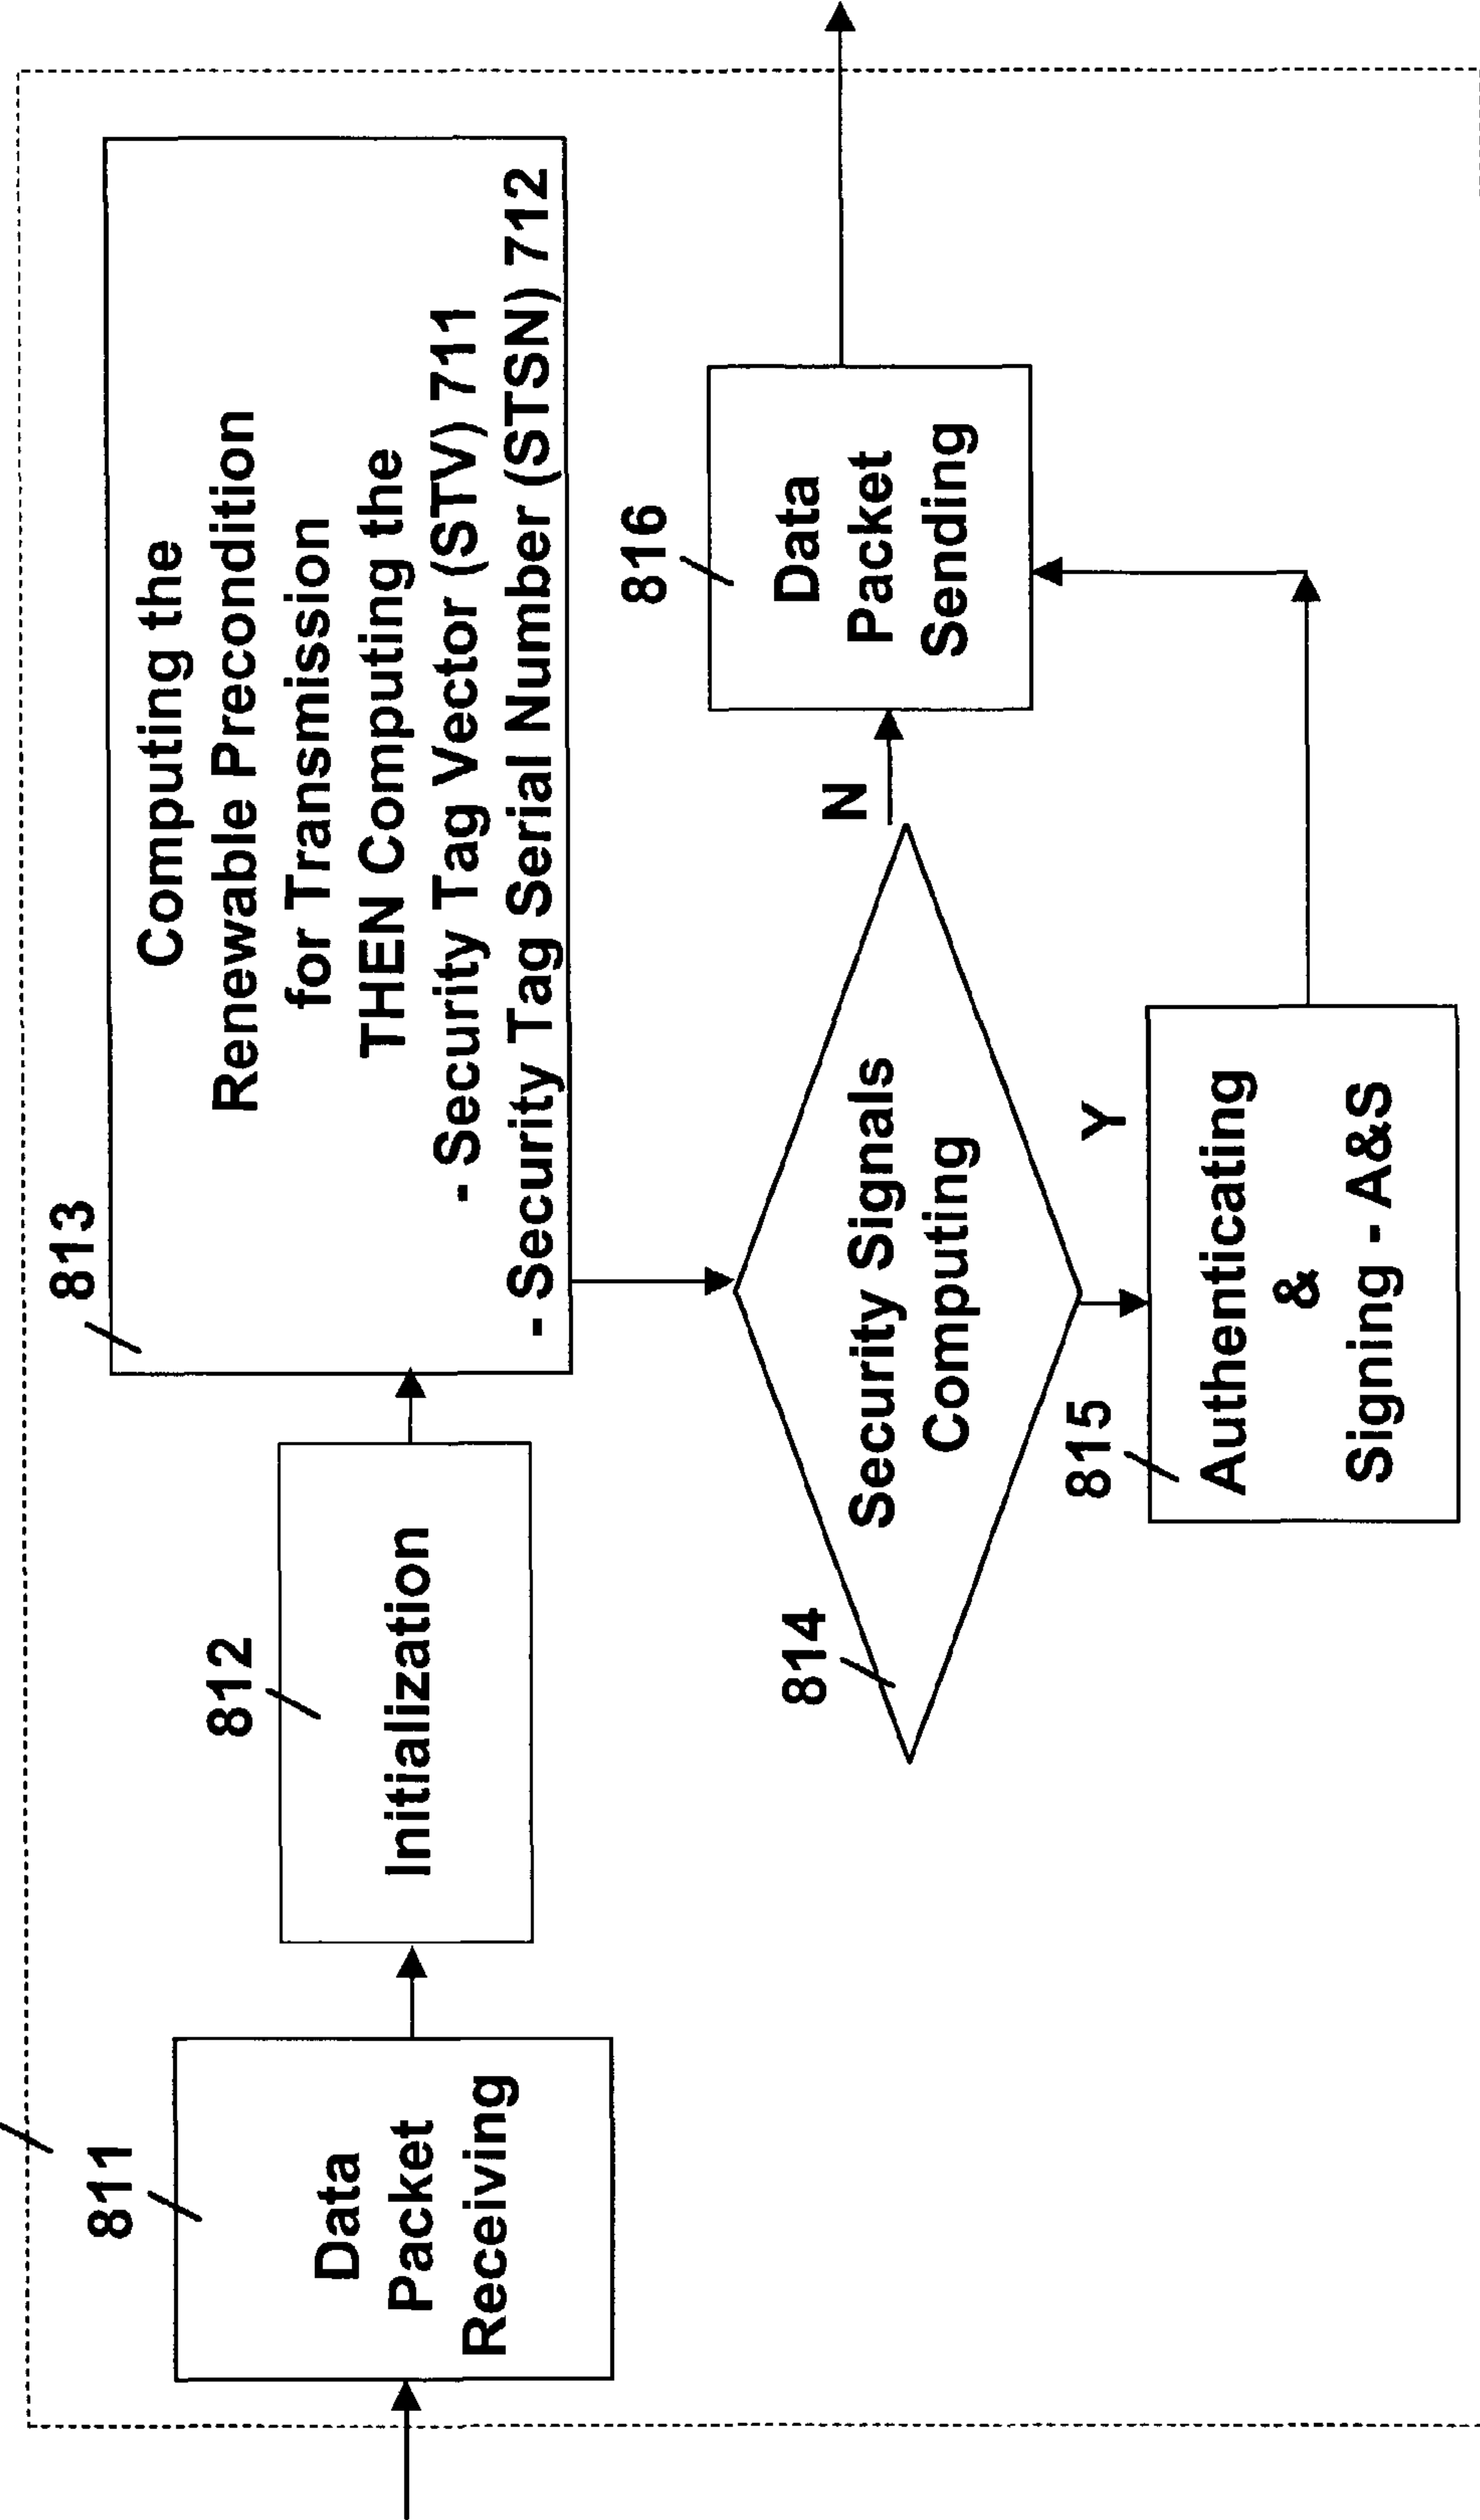 811
Data
Packet
Receiving
812
Initialization
813
Computing the
Renewable Precondition
for Transmission
THEN Computing the
- Security Tag Vector (STV) 711
- Security Tag Serial Number (STSN) 712
814
Security Signals
Computing
N
Y
815
Authenticating
&
Signing - A&S
816
Data
Packet
Sending